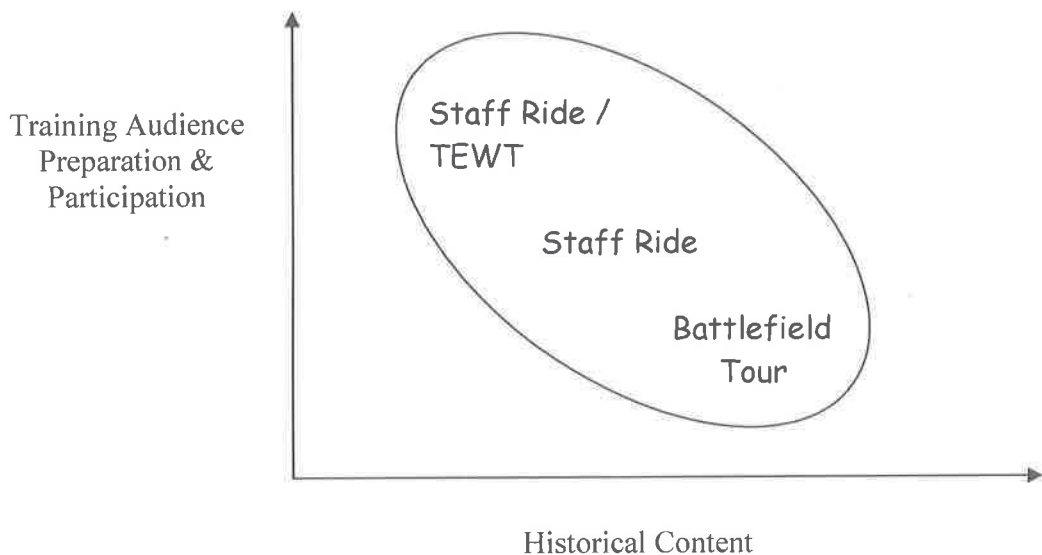 Training Audience
Preparation &
Participation
Staff Ride /
TEWT
Staff Ride
Battlefield
Tour
Historical Content